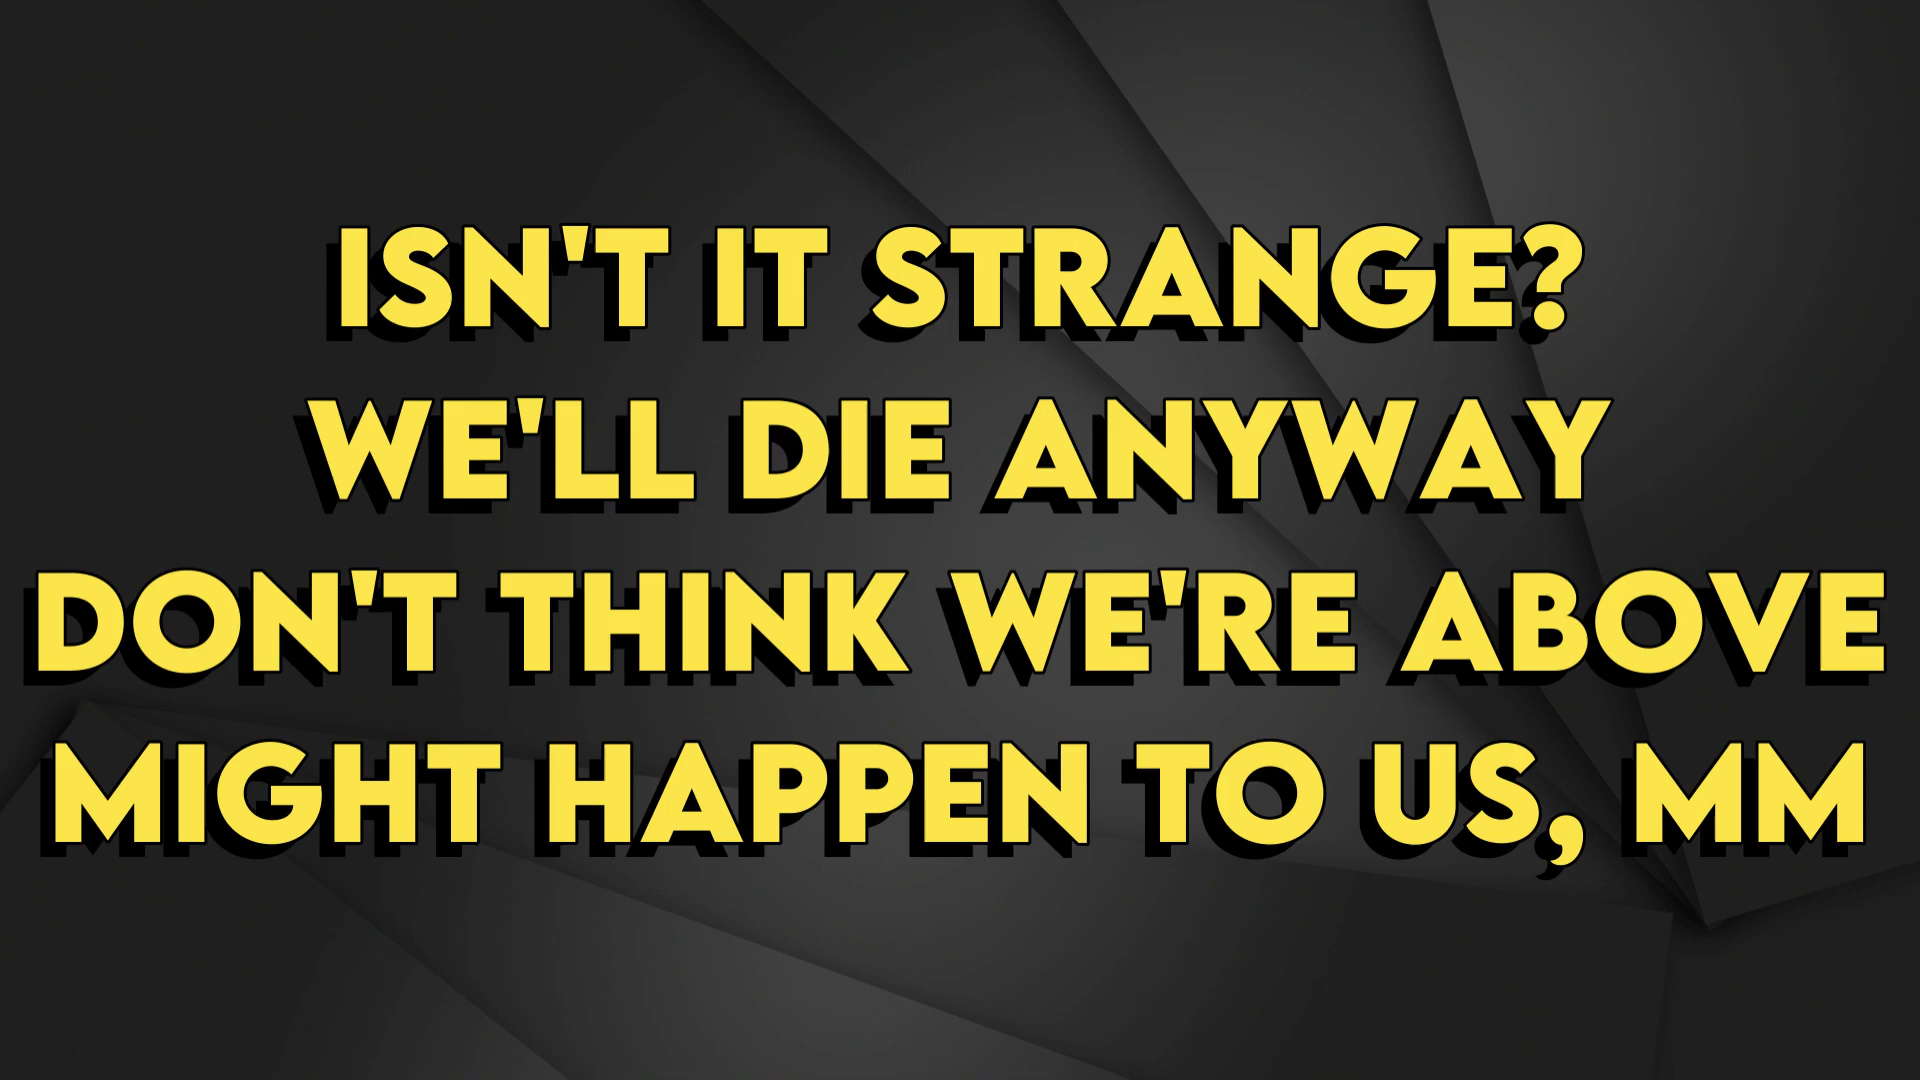 ISN'T IT STRANGE?
WE'LL DIE ANYWAY
DON'T THINK WE'RE ABOVE
MIGHT HAPPEN TO US, MM